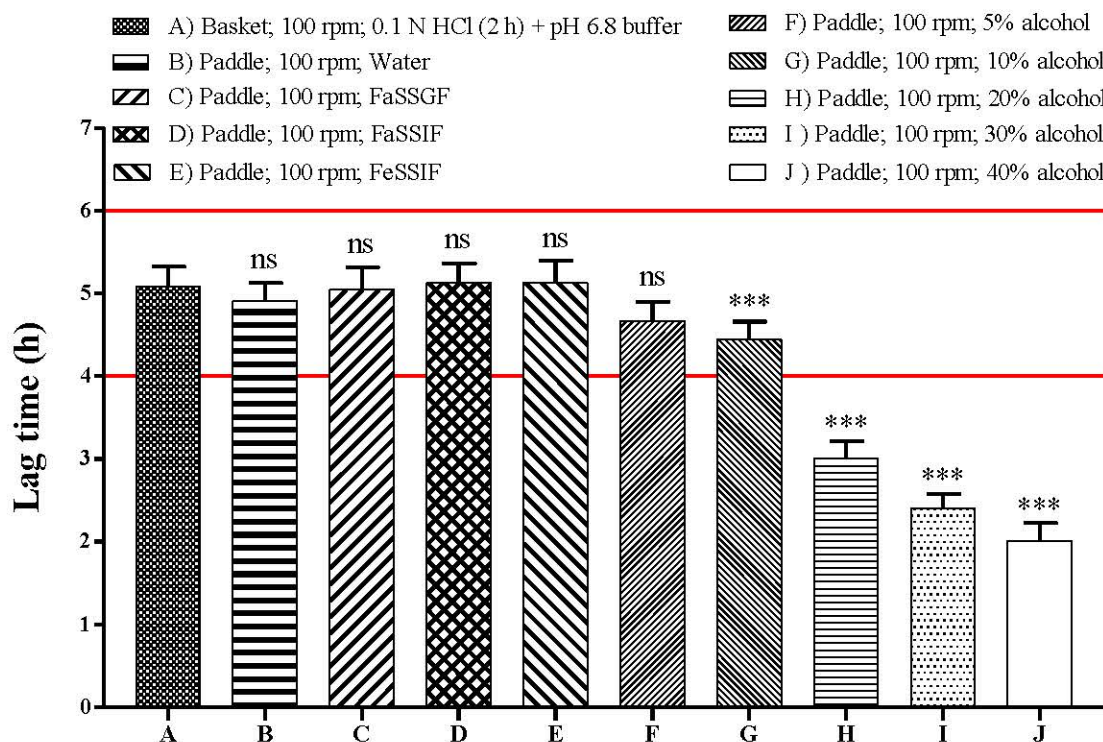 A) Basket; 100 rpm; 0.1 N HCl (2 h) + pH 6.8 buffer
B) Paddle; 100 rpm; Water
C) Paddle; 100 rpm; FaSSGF
D) Paddle; 100 rpm; FaSSIF
E) Paddle; 100 rpm; FeSSIF
F) Paddle; 100 rpm; 5% alcohol
G) Paddle; 100 rpm; 10% alcohol
H) Paddle; 100 rpm; 20% alcohol
I ) Paddle; 100 rpm; 30% alcohol
J ) Paddle; 100 rpm; 40% alcohol
Lag time (h)
7
6
5
4
3
2
1
0
ns
ns
ns
ns
ns
***
***
***
***
A B C D E F G H I J